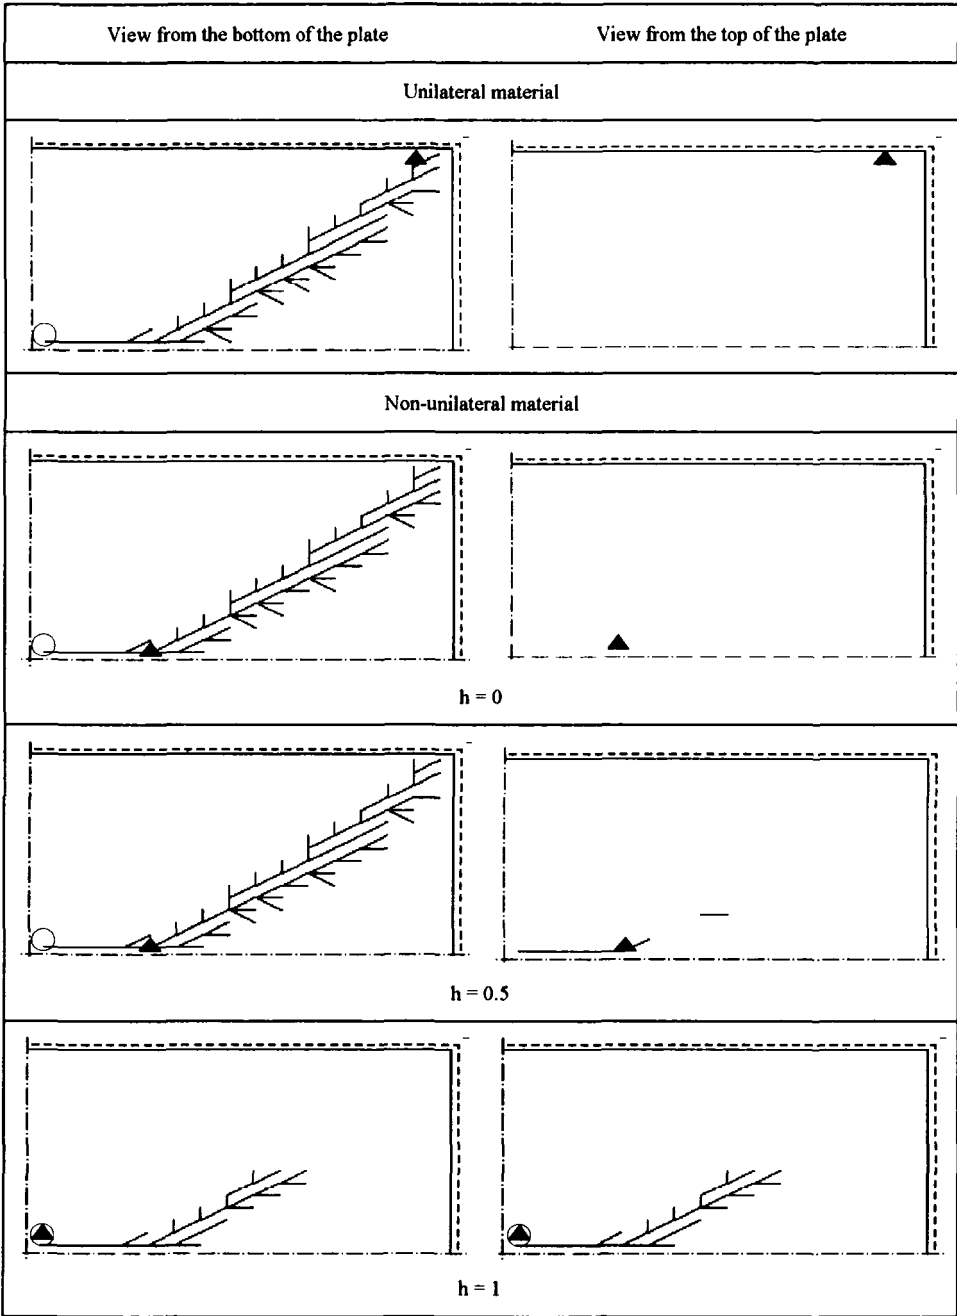 View from the bottom of the plate View from the top of the plate
Unilateral material
Non-unilateral material
h = 0
h = 0.5
h = 1